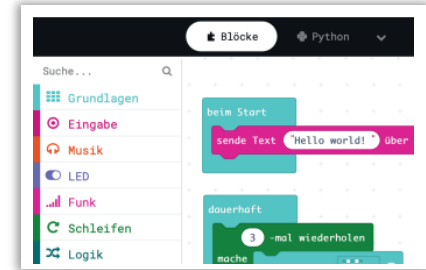 Blöcke
Python
Suche...
Grundlagen
Eingabe
Musik
LED
Funk
Schleifen
Logik
beim Start
sende Text "Hello world! " über
dauerhaft
3 -mal wiederholen
mache